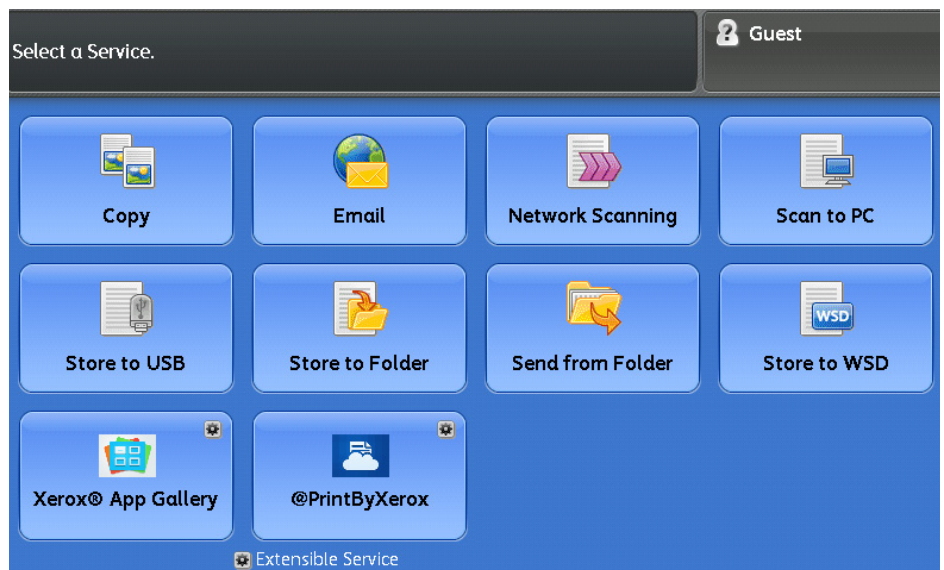 Select a Service.
Guest
Copy
Email
Network Scanning
Scan to PC
Store to USB
Store to Folder
Send from Folder
WSD
Store to WSD
Xerox® App Gallery
@PrintByXerox
Extensible Service